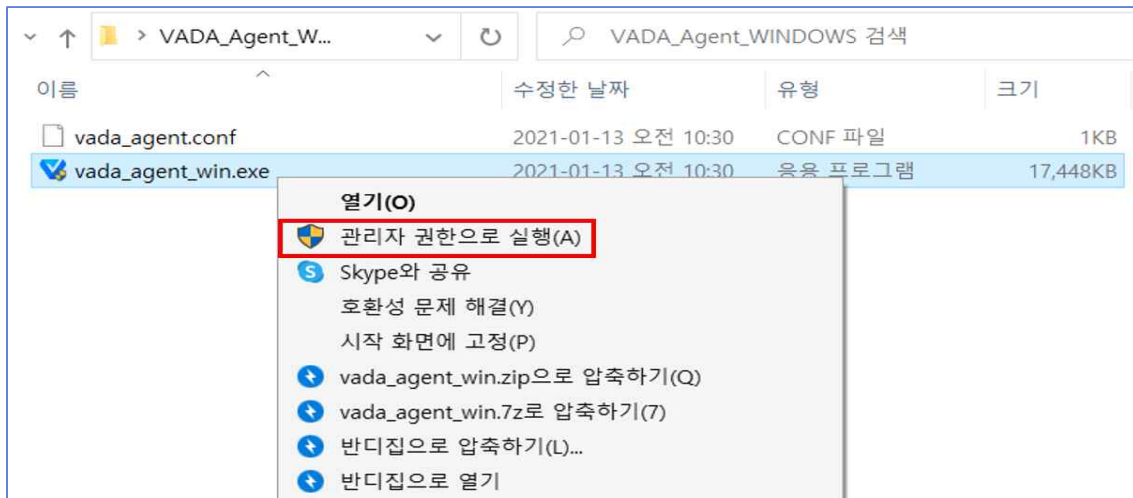 VADA_Agent_W...
VADA_Agent_WINDOWS 검색
이름 수정한 날짜 유형 크기
vada_agent.conf 2021-01-13 오전 10:30 CONF 파일 1KB
vada_agent_win.exe 2021-01-13 오전 10:30 응용 프로그램 17,448KB
열기(O)
관리자 권한으로 실행(A)
Skype와 공유
호환성 문제 해결(Y)
시작 화면에 고정(P)
vada_agent_win.zip으로 압축하기(Q)
vada_agent_win.7z로 압축하기(7)
반디집으로 압축하기(L)...
반디집으로 열기